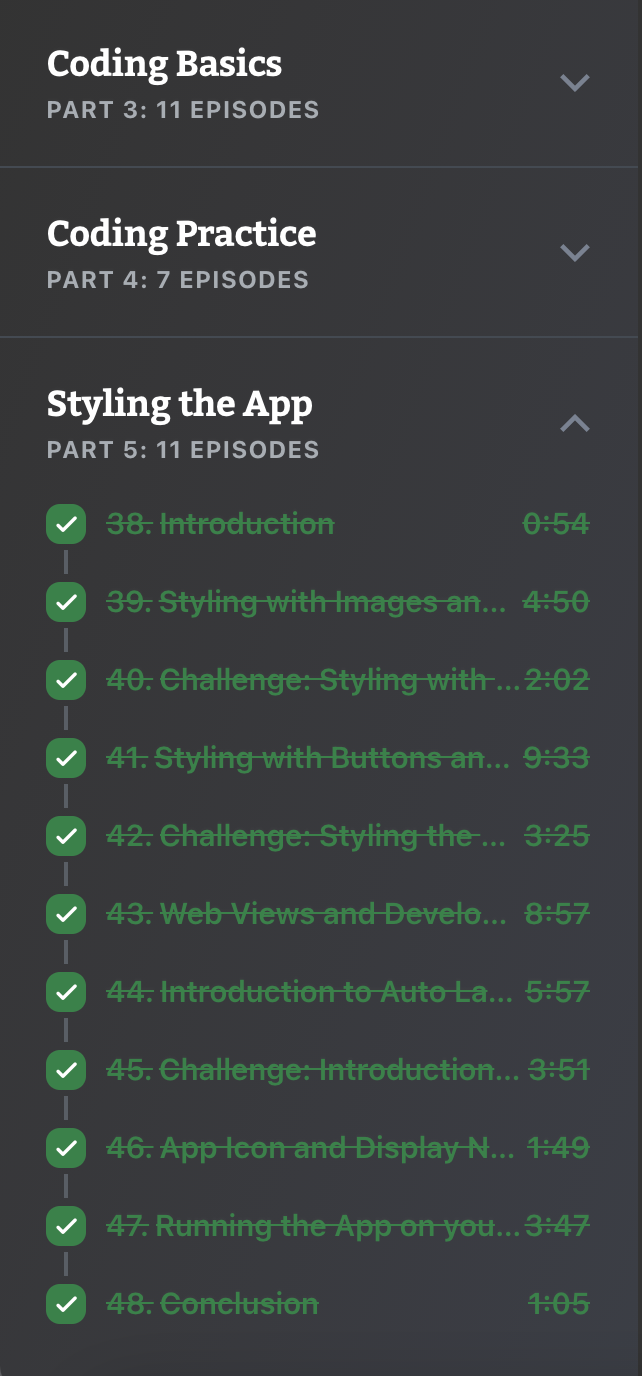 Coding Basics
PART 3: 11 EPISODES
Coding Practice
PART 4: 7 EPISODES
Styling the App
PART 5: 11 EPISODES
38. Introduction 0:54
39. Styling with Images an... 4:50
40. Challenge: Styling with ... 2:02
41. Styling with Buttons an... 9:33
42. Challenge: Styling the ... 3:25
43. Web Views and Develo... 8:57
44. Introduction to Auto La... 5:57
45. Challenge: Introduction... 3:51
46. App Icon and Display N... 1:49
47. Running the App on you... 3:47
48. Conclusion 1:05